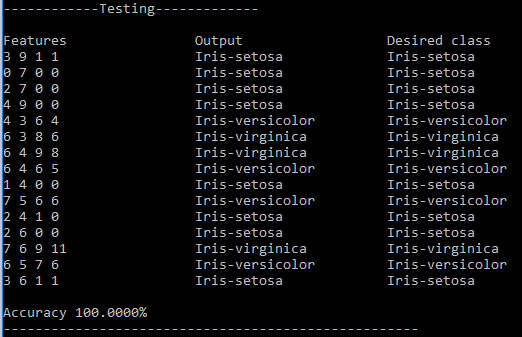 ------------Testing-------------
Features Output Desired class
3 9 1 1 Iris-setosa Iris-setosa
0 7 0 0 Iris-setosa Iris-setosa
2 7 0 0 Iris-setosa Iris-setosa
4 9 0 0 Iris-setosa Iris-setosa
4 3 6 4 Iris-versicolor Iris-versicolor
6 3 8 6 Iris-virginica Iris-virginica
6 4 9 8 Iris-virginica Iris-virginica
6 4 6 5 Iris-versicolor Iris-versicolor
1 4 0 0 Iris-setosa Iris-setosa
7 5 6 6 Iris-versicolor Iris-versicolor
2 4 1 0 Iris-setosa Iris-setosa
2 6 0 0 Iris-setosa Iris-setosa
7 6 9 11 Iris-virginica Iris-virginica
6 5 7 6 Iris-versicolor Iris-versicolor
3 6 1 1 Iris-setosa Iris-setosa
Accuracy 100.0000%
----------------------------------------------------